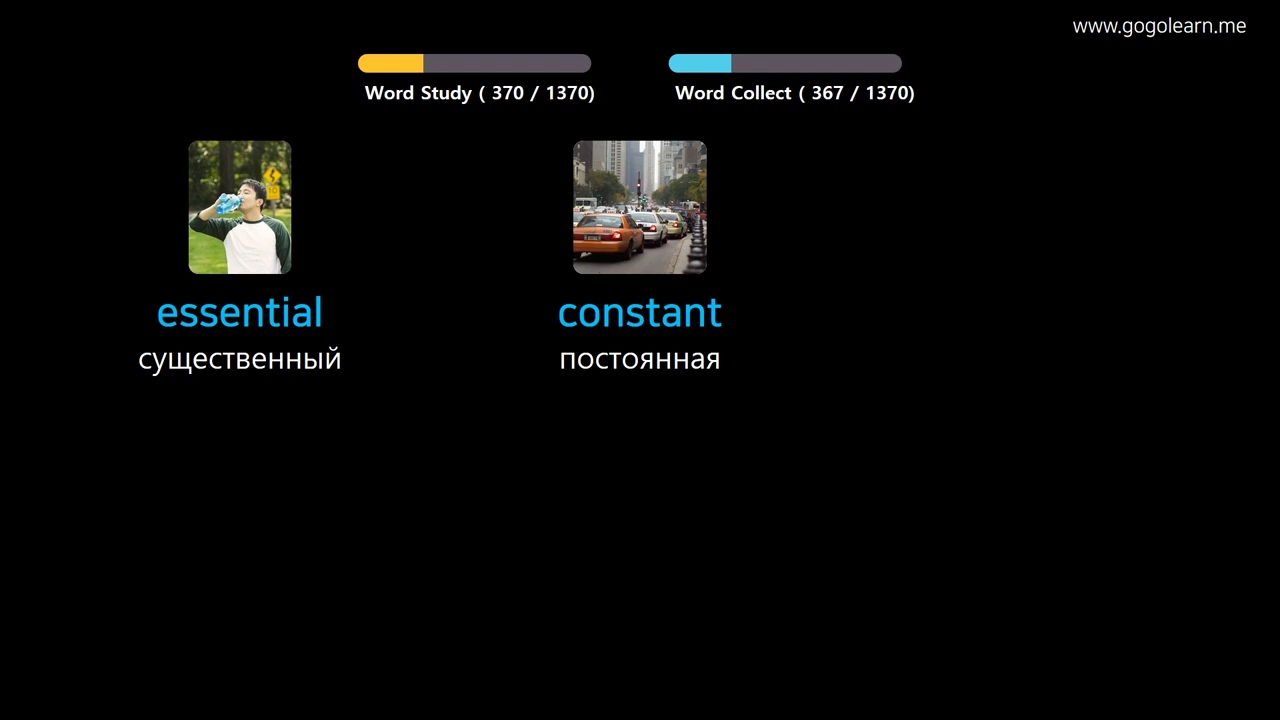 www.gogolearn.me
Word Study ( 370 / 1370)
Word Collect ( 367 / 1370)
essential
constant
существенный
постоянная